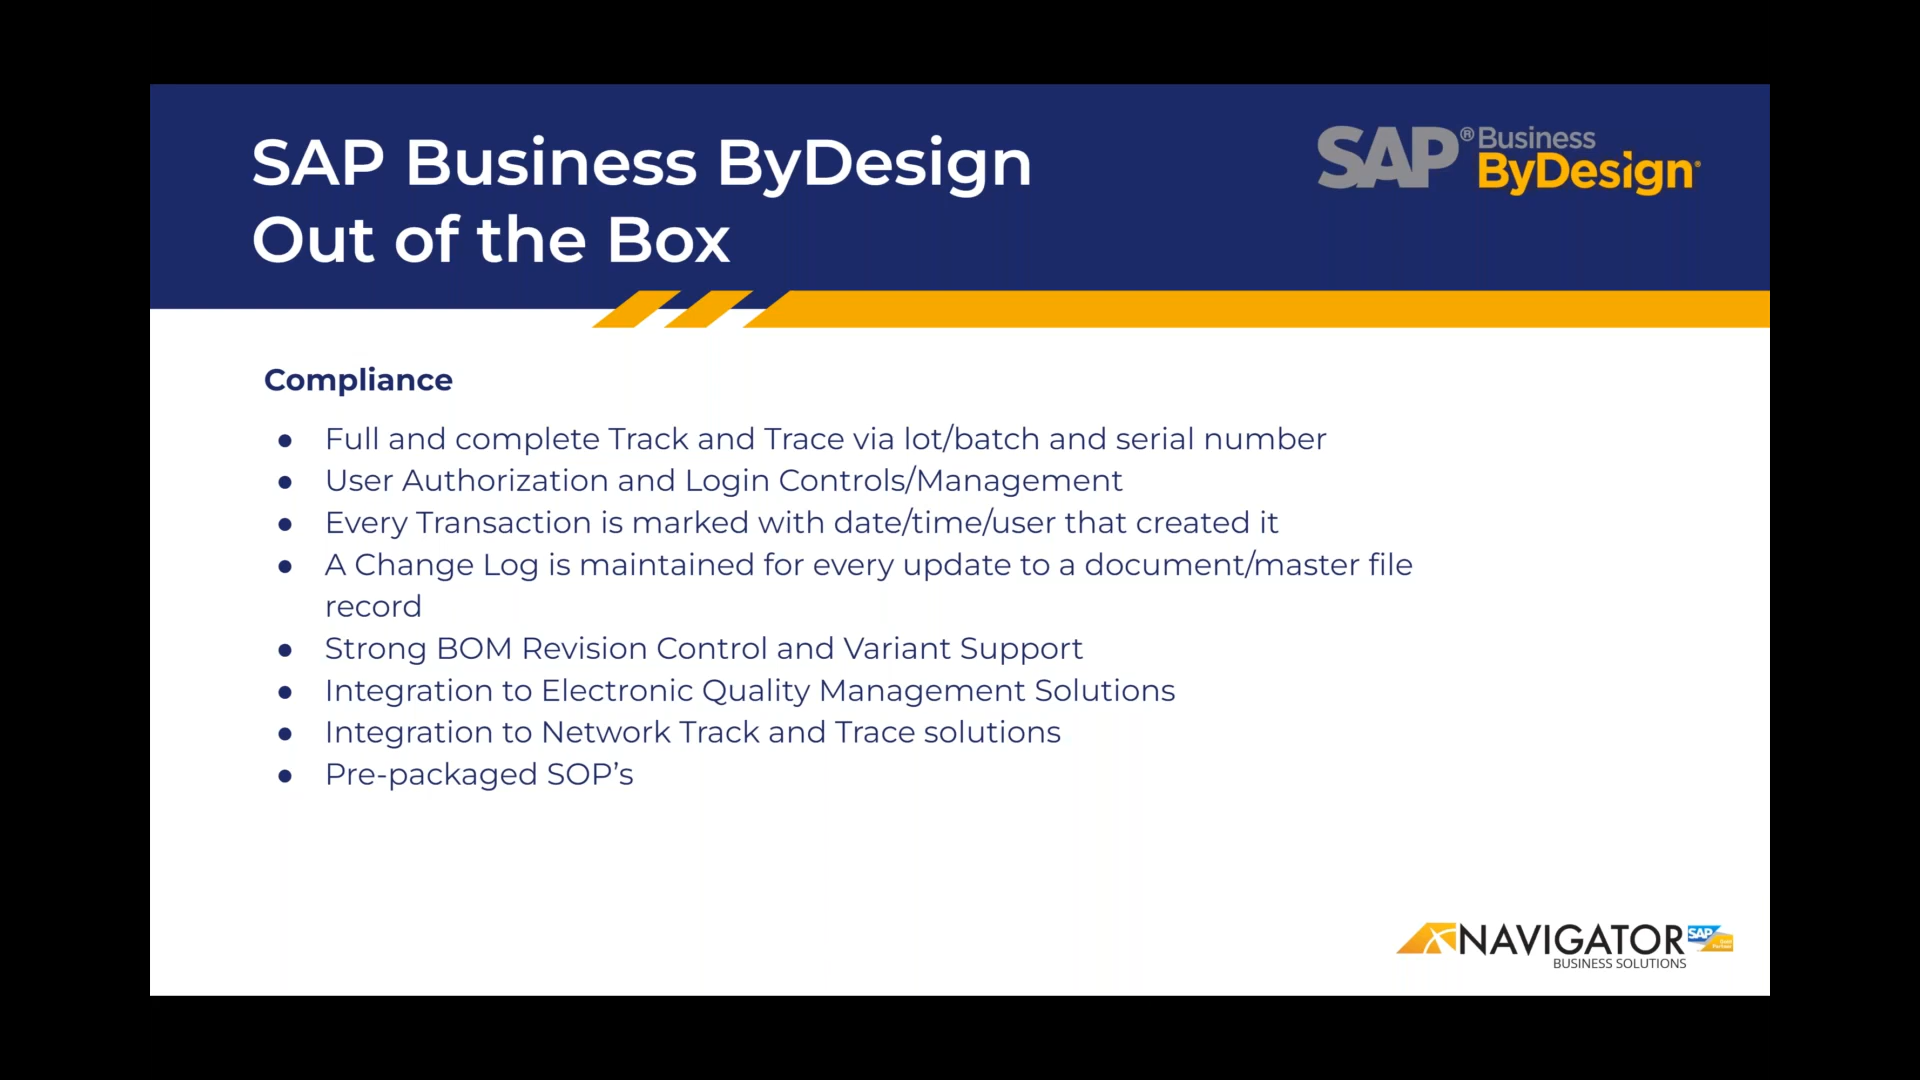 SAP Business ByDesign
Out of the Box
SAP® Business
ByDesign®
Compliance
● Full and complete Track and Trace via lot/batch and serial number
● User Authorization and Login Controls/Management
● Every Transaction is marked with date/time/user that created it
● A Change Log is maintained for every update to a document/master file
record
● Strong BOM Revision Control and Variant Support
● Integration to Electronic Quality Management Solutions
● Integration to Network Track and Trace solutions
● Pre-packaged SOP’s
NAVIGATOR SAP
BUSINESS SOLUTIONS